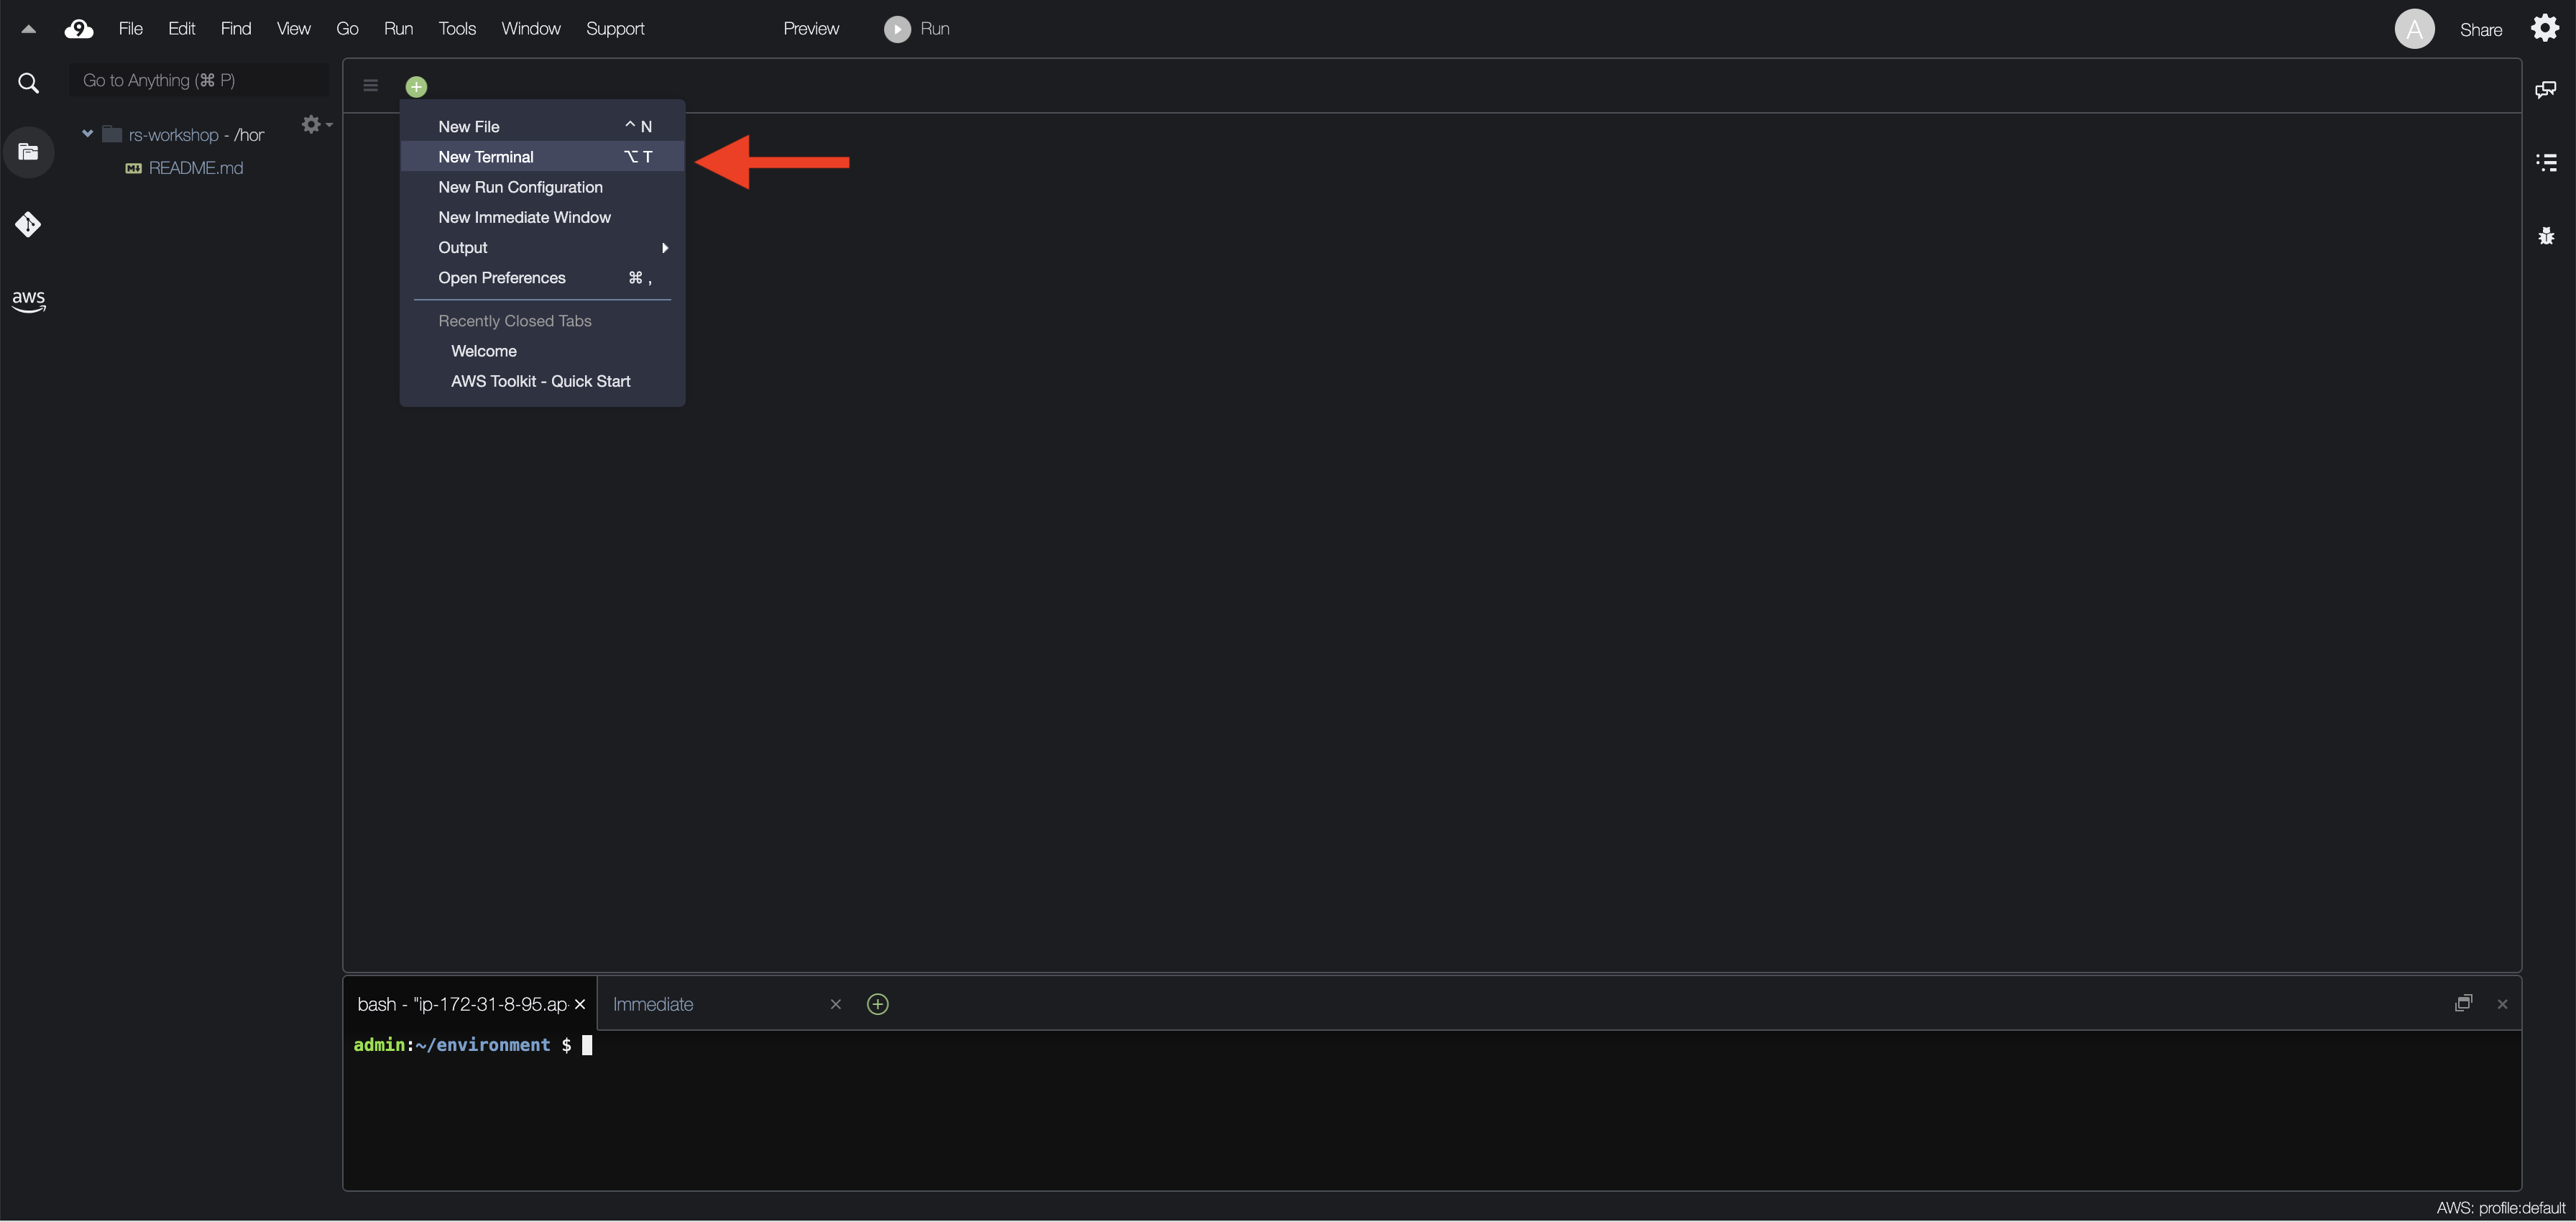 9 File Edit Find View Go Run Tools Window Support Preview Run A Share
Go to Anything (⌘ P)
rs-workshop - /hor
README.md
aws
New File ^ N
New Terminal ⌥ T
New Run Configuration
New Immediate Window
Output
Open Preferences ⌘ ,
Recently Closed Tabs
Welcome
AWS Toolkit - Quick Start
bash - "ip-172-31-8-95.ap- Immediate
admin:~/environment $
AWS: profile:default